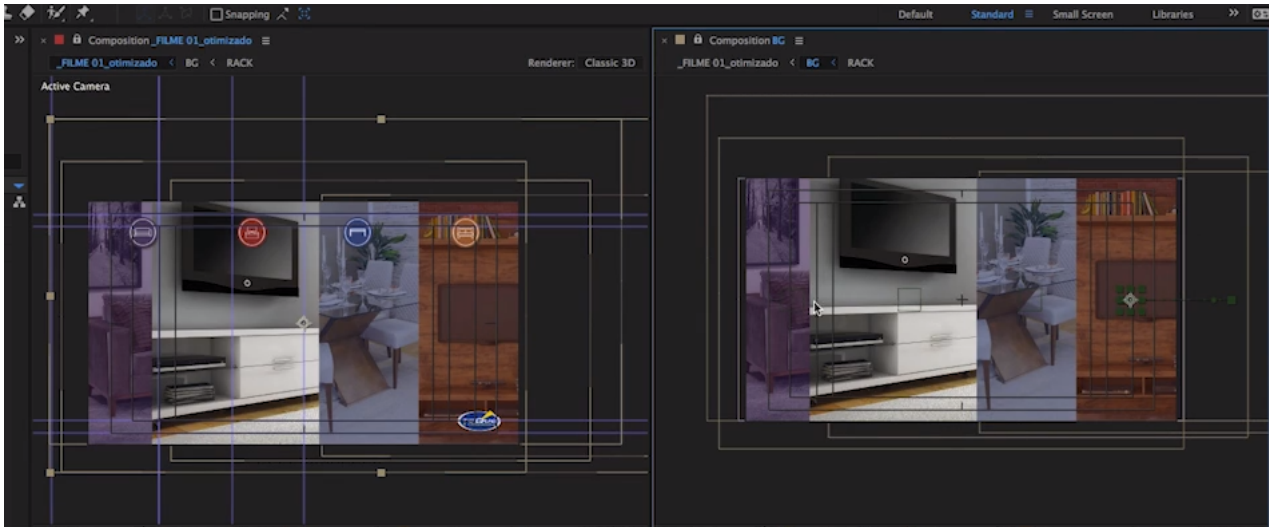 Snapping
Default
Standard
Small Screen
Libraries
Composition _FILME 01_otimizado
_FILME 01_otimizado
BG
RACK
Renderer: Classic 3D
Active Camera
Composition BG
_FILME 01_otimizado
BG
RACK